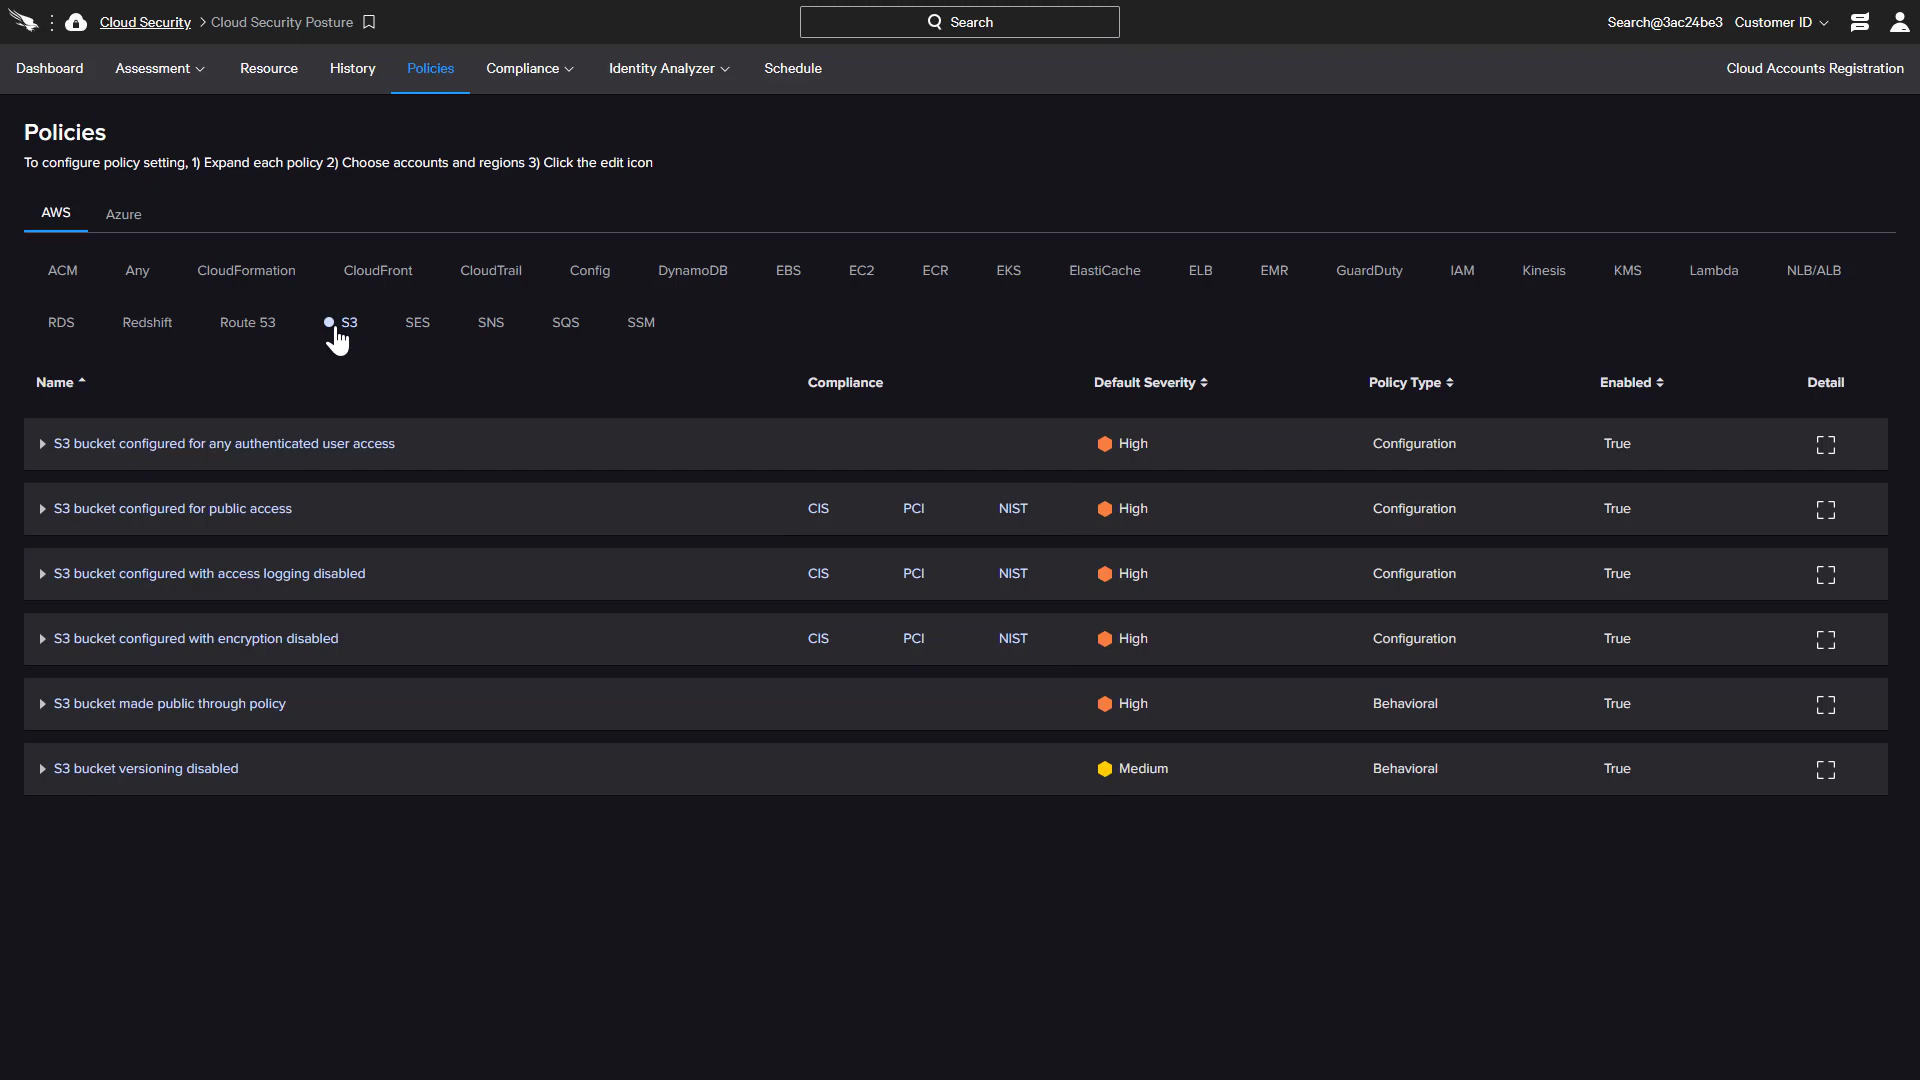 Cloud Security > Cloud Security Posture
Search
Search@3ac24be3 Customer ID
Dashboard Assessment Resource History Policies Compliance Identity Analyzer Schedule Cloud Accounts Registration
Policies
To configure policy setting, 1) Expand each policy 2) Choose accounts and regions 3) Click the edit icon
AWS Azure
ACM Any CloudFormation CloudFront CloudTrail Config DynamoDB EBS EC2 ECR EKS ElastiCache ELB EMR GuardDuty IAM Kinesis KMS Lambda NLB/ALB
RDS Redshift Route 53 S3 SES SNS SQS SSM
Name Compliance Default Severity Policy Type Enabled Detail
S3 bucket configured for any authenticated user access High Configuration True
S3 bucket configured for public access CIS PCI NIST High Configuration True
S3 bucket configured with access logging disabled CIS PCI NIST High Configuration True
S3 bucket configured with encryption disabled CIS PCI NIST High Configuration True
S3 bucket made public through policy High Behavioral True
S3 bucket versioning disabled Medium Behavioral True